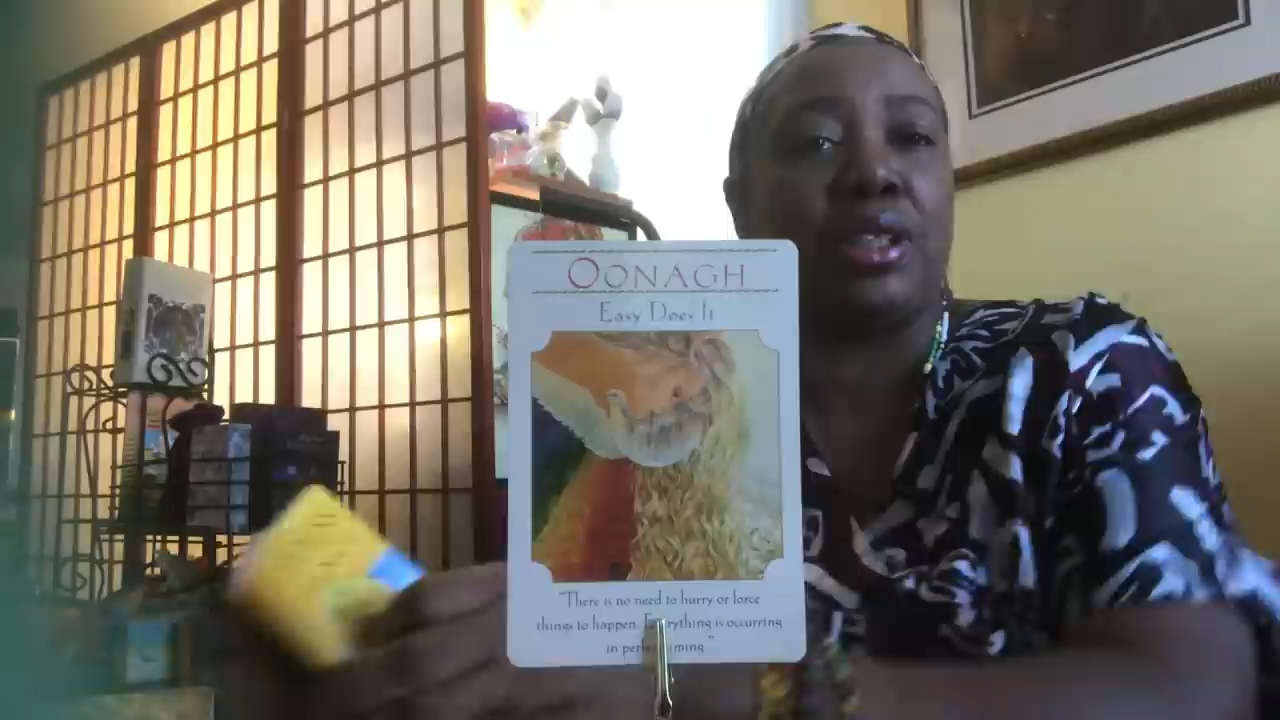 OONAGH
Easy Does It
"There is no need to hurry or force
things to happen. Everything is occurring
in perfect timing."